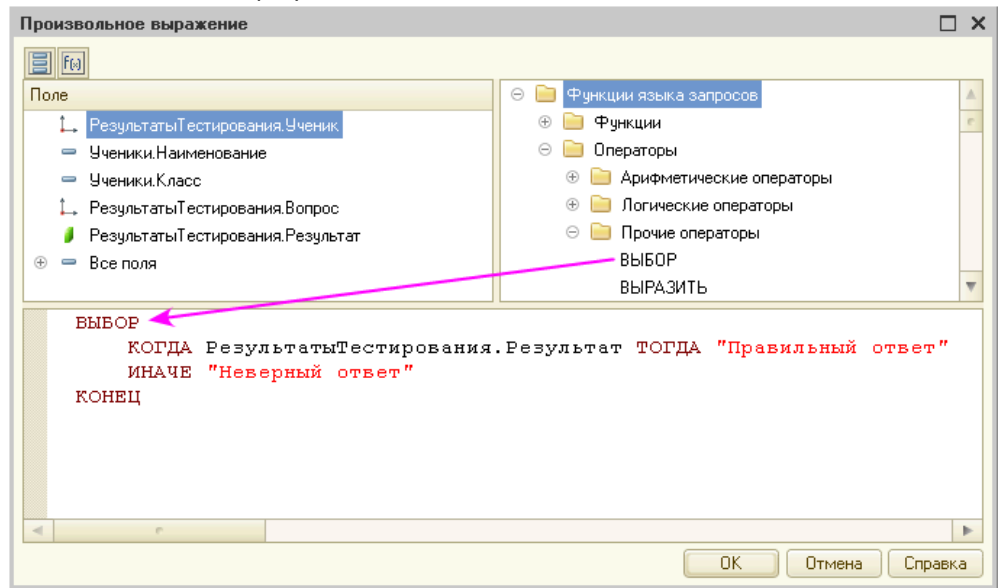 Произвольное выражение
f(x)
Поле
РезультатыТестирования.Ученик
Ученики.Наименование
Ученики.Класс
РезультатыТестирования.Вопрос
РезультатыТестирования.Результат
Все поля
Функции языка запросов
Функции
Операторы
Арифметические операторы
Логические операторы
Прочие операторы
ВЫБОР
ВЫРАЗИТЬ
ВЫБОР
КОГДА РезультатыТестирования.Результат ТОГДА "Правильный ответ"
ИНАЧЕ "Неверный ответ"
КОНЕЦ
OK
Отмена
Справка